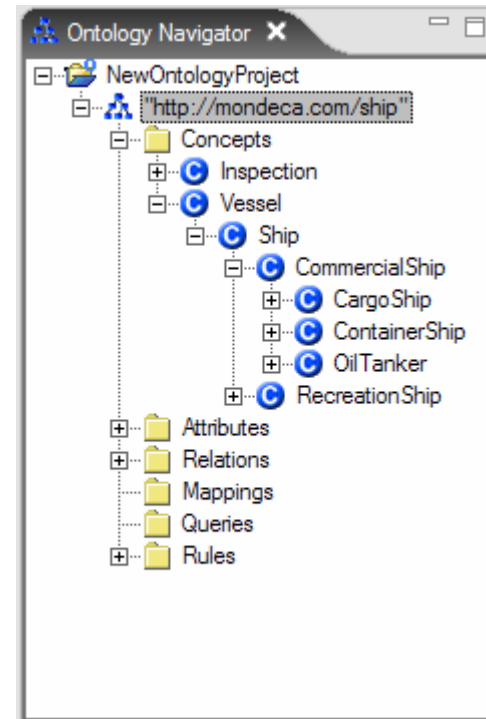 Ontology Navigator
NewOntologyProject
"http://mondeca.com/ship"
Concepts
Inspection
Vessel
Ship
CommercialShip
CargoShip
ContainerShip
OilTanker
RecreationShip
Attributes
Relations
Mappings
Queries
Rules